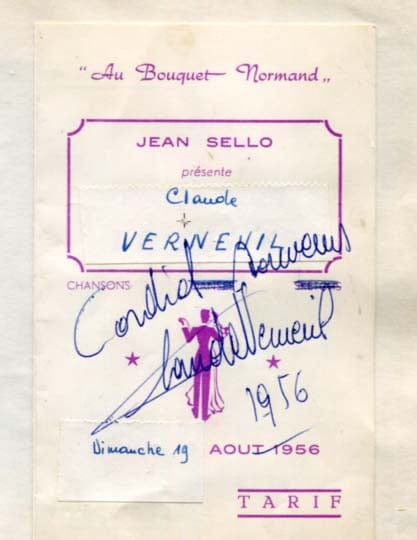 "Au Bouquet Normand"
JEAN SELLO
présente
Claude
VERNEUIL
CHANSONS
Cordial Souvenir
Claude Verneuil
1956
Dimanche 19 AOUT 1956
TARIF